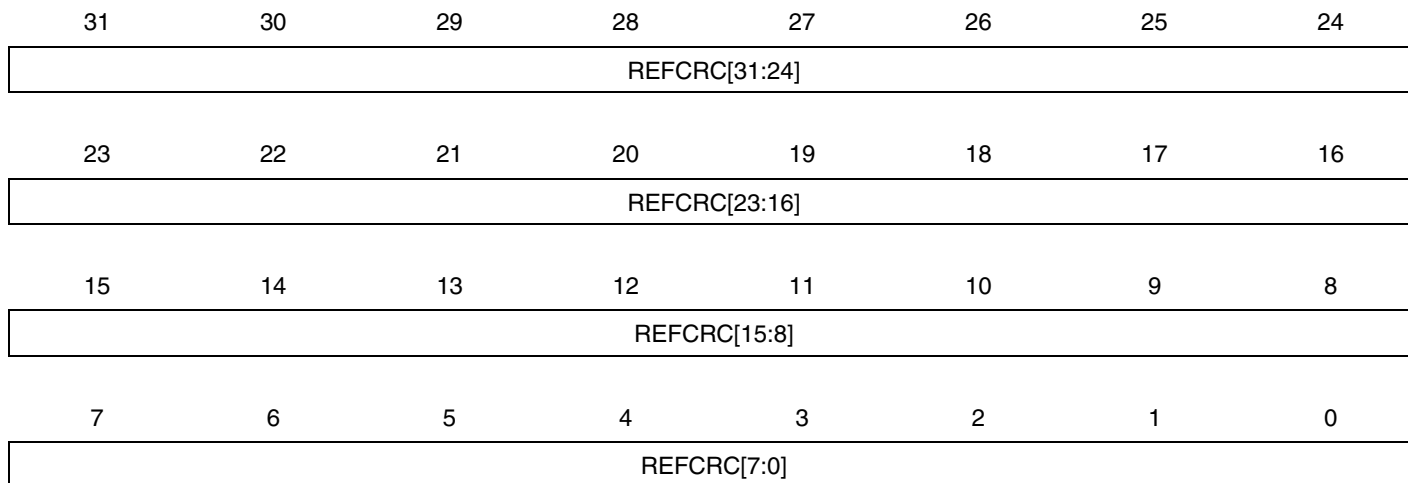 31 30 29 28 27 26 25 24
REFCRC[31:24]
23 22 21 20 19 18 17 16
REFCRC[23:16]
15 14 13 12 11 10 9 8
REFCRC[15:8]
7 6 5 4 3 2 1 0
REFCRC[7:0]